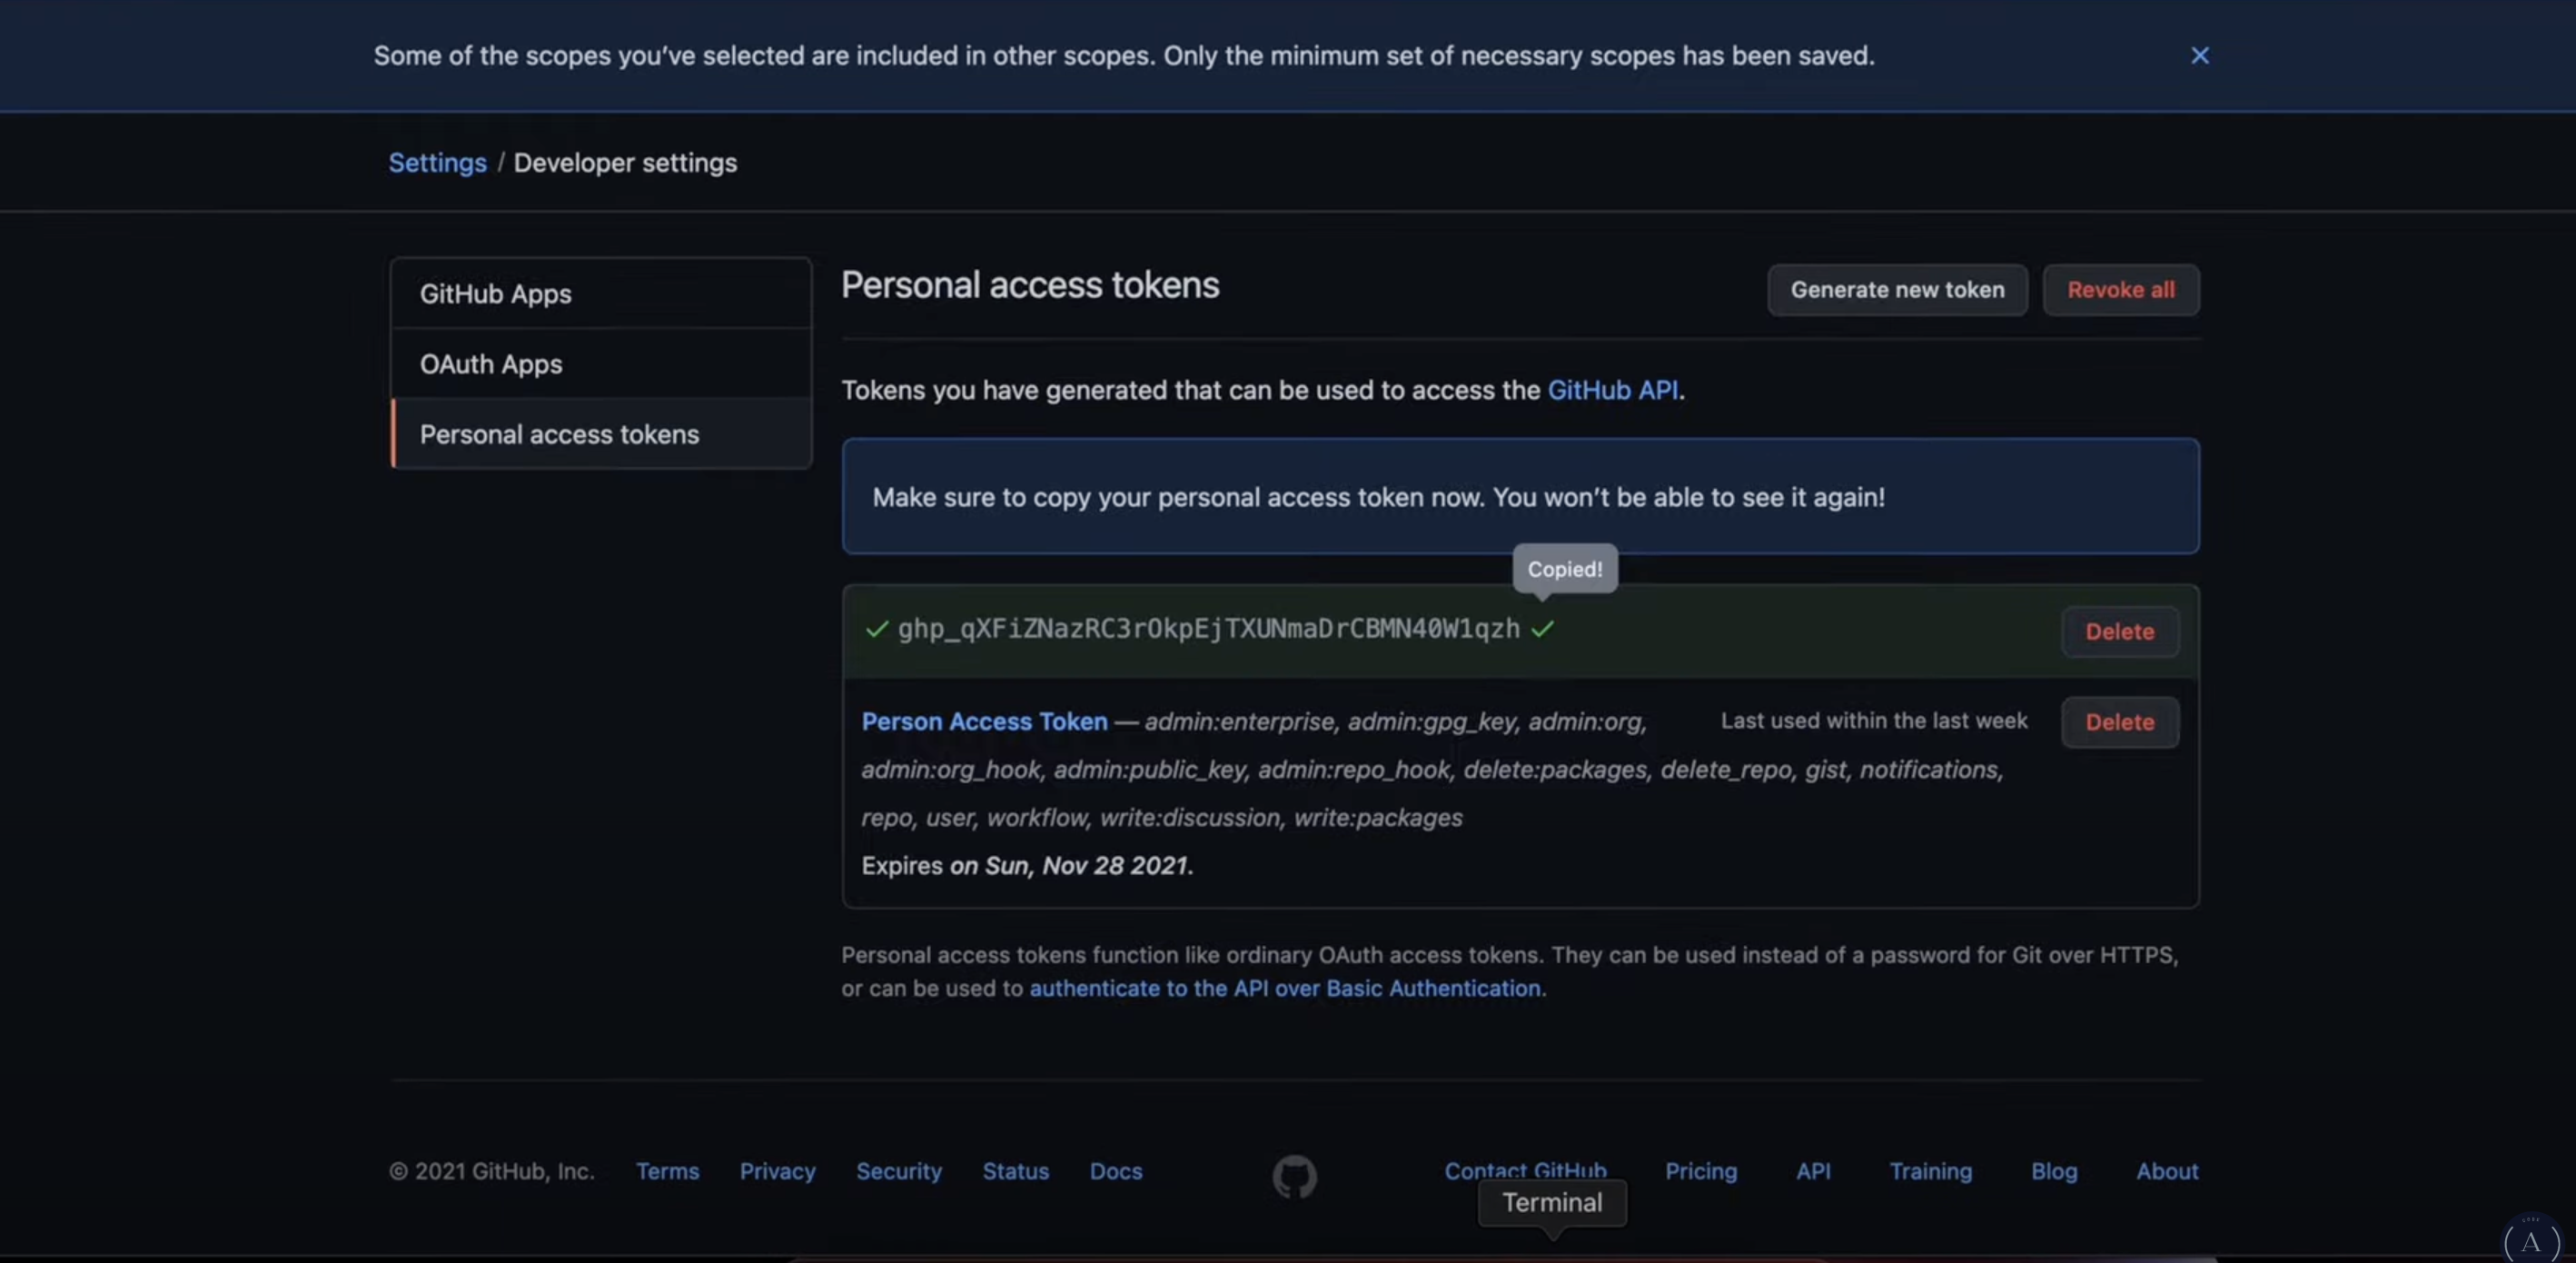 Some of the scopes you've selected are included in other scopes. Only the minimum set of necessary scopes has been saved.
Settings / Developer settings
GitHub Apps
OAuth Apps
Personal access tokens
Personal access tokens
Generate new token
Revoke all
Tokens you have generated that can be used to access the GitHub API.
Make sure to copy your personal access token now. You won't be able to see it again!
Copied!
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
Delete
Person Access Token — admin:enterprise, admin:gpg_key, admin:org,
admin:org_hook, admin:public_key, admin:repo_hook, delete:packages, delete_repo, gist, notifications,
repo, user, workflow, write:discussion, write:packages
Last used within the last week
Delete
Expires on Sun, Nov 28 2021.
Personal access tokens function like ordinary OAuth access tokens. They can be used instead of a password for Git over HTTPS,
or can be used to authenticate to the API over Basic Authentication.
© 2021 GitHub, Inc. Terms Privacy Security Status Docs
Contact GitHub Pricing API Training Blog About
Terminal
A